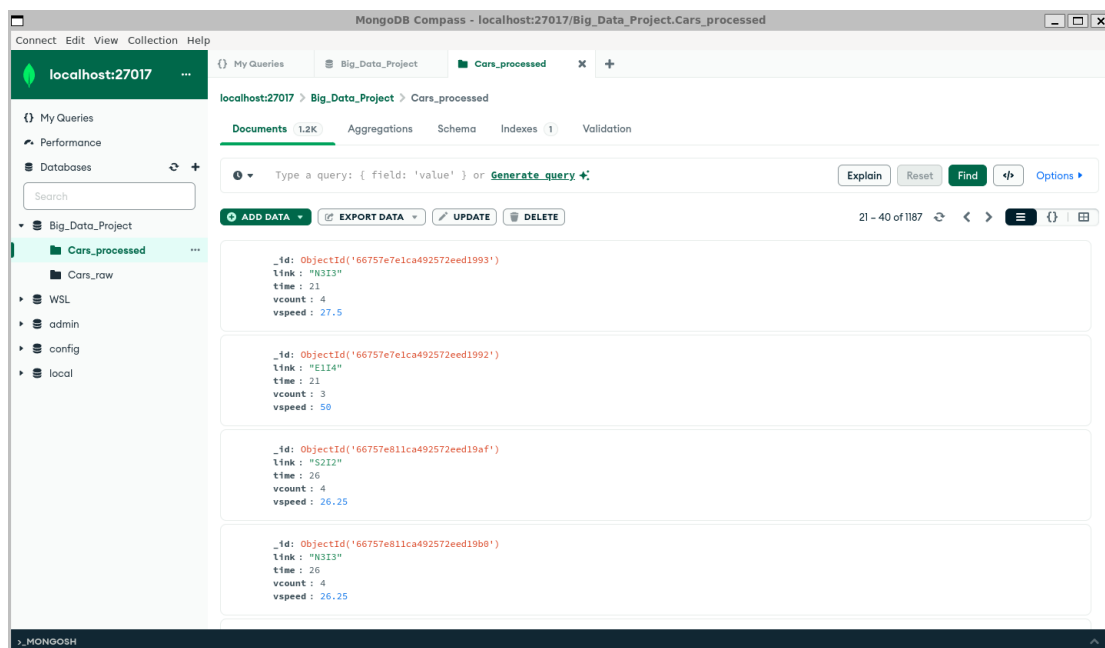 MongoDB Compass - localhost:27017/Big_Data_Project.Cars_processed
Connect Edit View Collection Help
localhost:27017 ...
{} My Queries
Performance
Databases
Search
Big_Data_Project
Cars_processed ...
Cars_raw
WSL
admin
config
local
{} My Queries Big_Data_Project Cars_processed
localhost:27017 > Big_Data_Project > Cars_processed
Documents 1.2K Aggregations Schema Indexes 1 Validation
Type a query: { field: 'value' } or Generate query Explain Reset Find </> Options
ADD DATA EXPORT DATA UPDATE DELETE 21 – 40 of 1187 {}
_id: ObjectId('66757e7e1ca492572eed1993')
link : "N3I3"
time : 21
vcount : 4
vspeed : 27.5
_id: ObjectId('66757e7e1ca492572eed1992')
link : "E1I4"
time : 21
vcount : 3
vspeed : 50
_id: ObjectId('66757e811ca492572eed19af')
link : "S2I2"
time : 26
vcount : 4
vspeed : 26.25
_id: ObjectId('66757e811ca492572eed19b0')
link : "N3I3"
time : 26
vcount : 4
vspeed : 26.25
>_MONGOSH